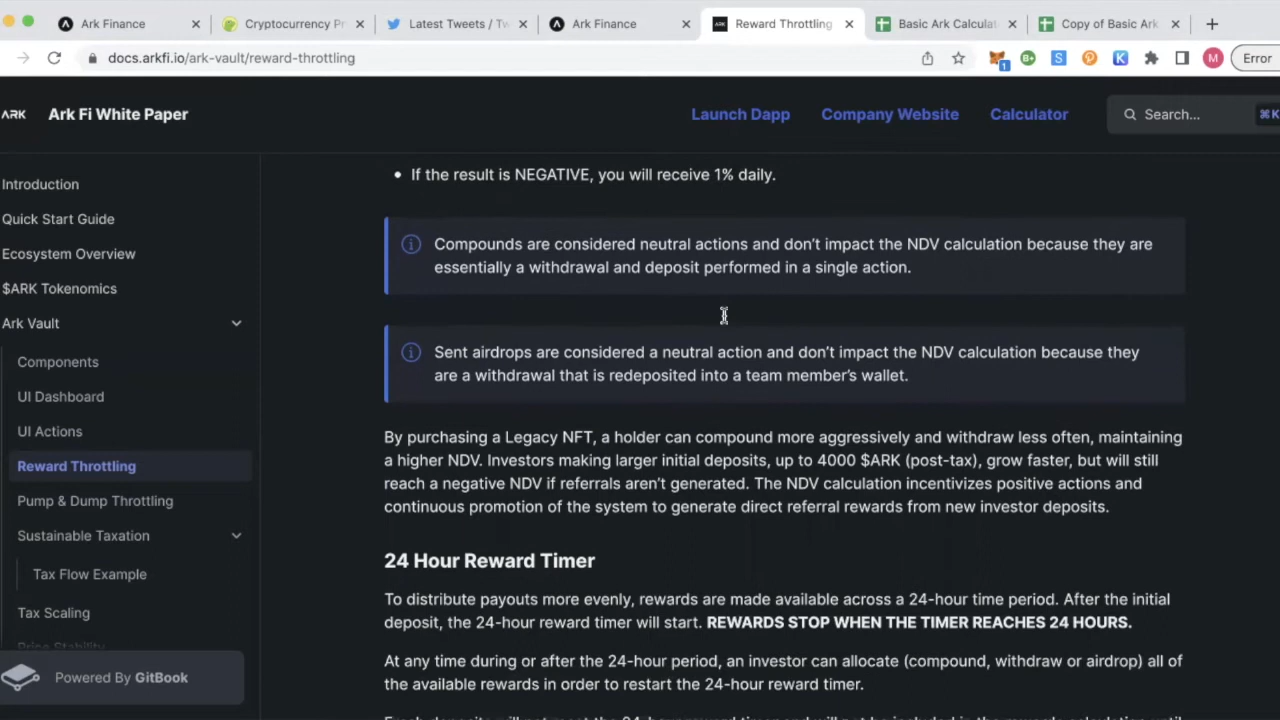 Ark Finance
Cryptocurrency Pr
Latest Tweets / Tw
Ark Finance
Reward Throttling
Basic Ark Calculat
Copy of Basic Ark
docs.arkfi.io/ark-vault/reward-throttling
1
B+
S
K
M
Error
ARK
Ark Fi White Paper
Launch Dapp
Company Website
Calculator
Search...
⌘K
Introduction
Quick Start Guide
Ecosystem Overview
$ARK Tokenomics
Ark Vault
Components
UI Dashboard
UI Actions
Reward Throttling
Pump & Dump Throttling
Sustainable Taxation
Tax Flow Example
Tax Scaling
Price Stability
Powered By GitBook
• If the result is NEGATIVE, you will receive 1% daily.
Compounds are considered neutral actions and don’t impact the NDV calculation because they are
essentially a withdrawal and deposit performed in a single action.
Sent airdrops are considered a neutral action and don’t impact the NDV calculation because they
are a withdrawal that is redeposited into a team member’s wallet.
By purchasing a Legacy NFT, a holder can compound more aggressively and withdraw less often, maintaining
a higher NDV. Investors making larger initial deposits, up to 4000 $ARK (post-tax), grow faster, but will still
reach a negative NDV if referrals aren’t generated. The NDV calculation incentivizes positive actions and
continuous promotion of the system to generate direct referral rewards from new investor deposits.
24 Hour Reward Timer
To distribute payouts more evenly, rewards are made available across a 24-hour time period. After the initial
deposit, the 24-hour reward timer will start. REWARDS STOP WHEN THE TIMER REACHES 24 HOURS.
At any time during or after the 24-hour period, an investor can allocate (compound, withdraw or airdrop) all of
the available rewards in order to restart the 24-hour reward timer.